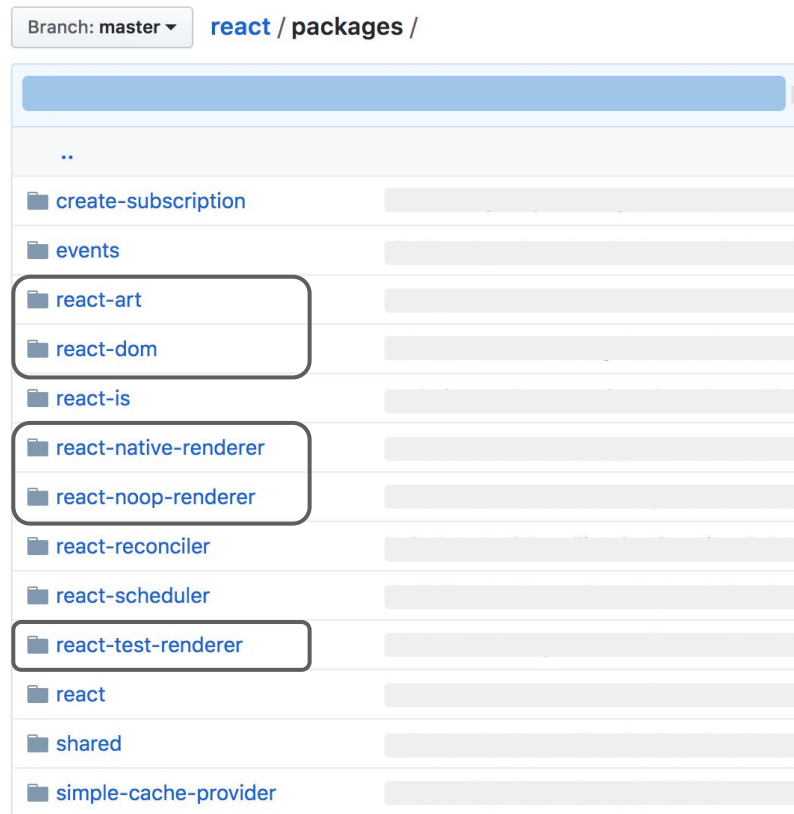 Branch: master react / packages /
..
create-subscription
events
react-art
react-dom
react-is
react-native-renderer
react-noop-renderer
react-reconciler
react-scheduler
react-test-renderer
react
shared
simple-cache-provider